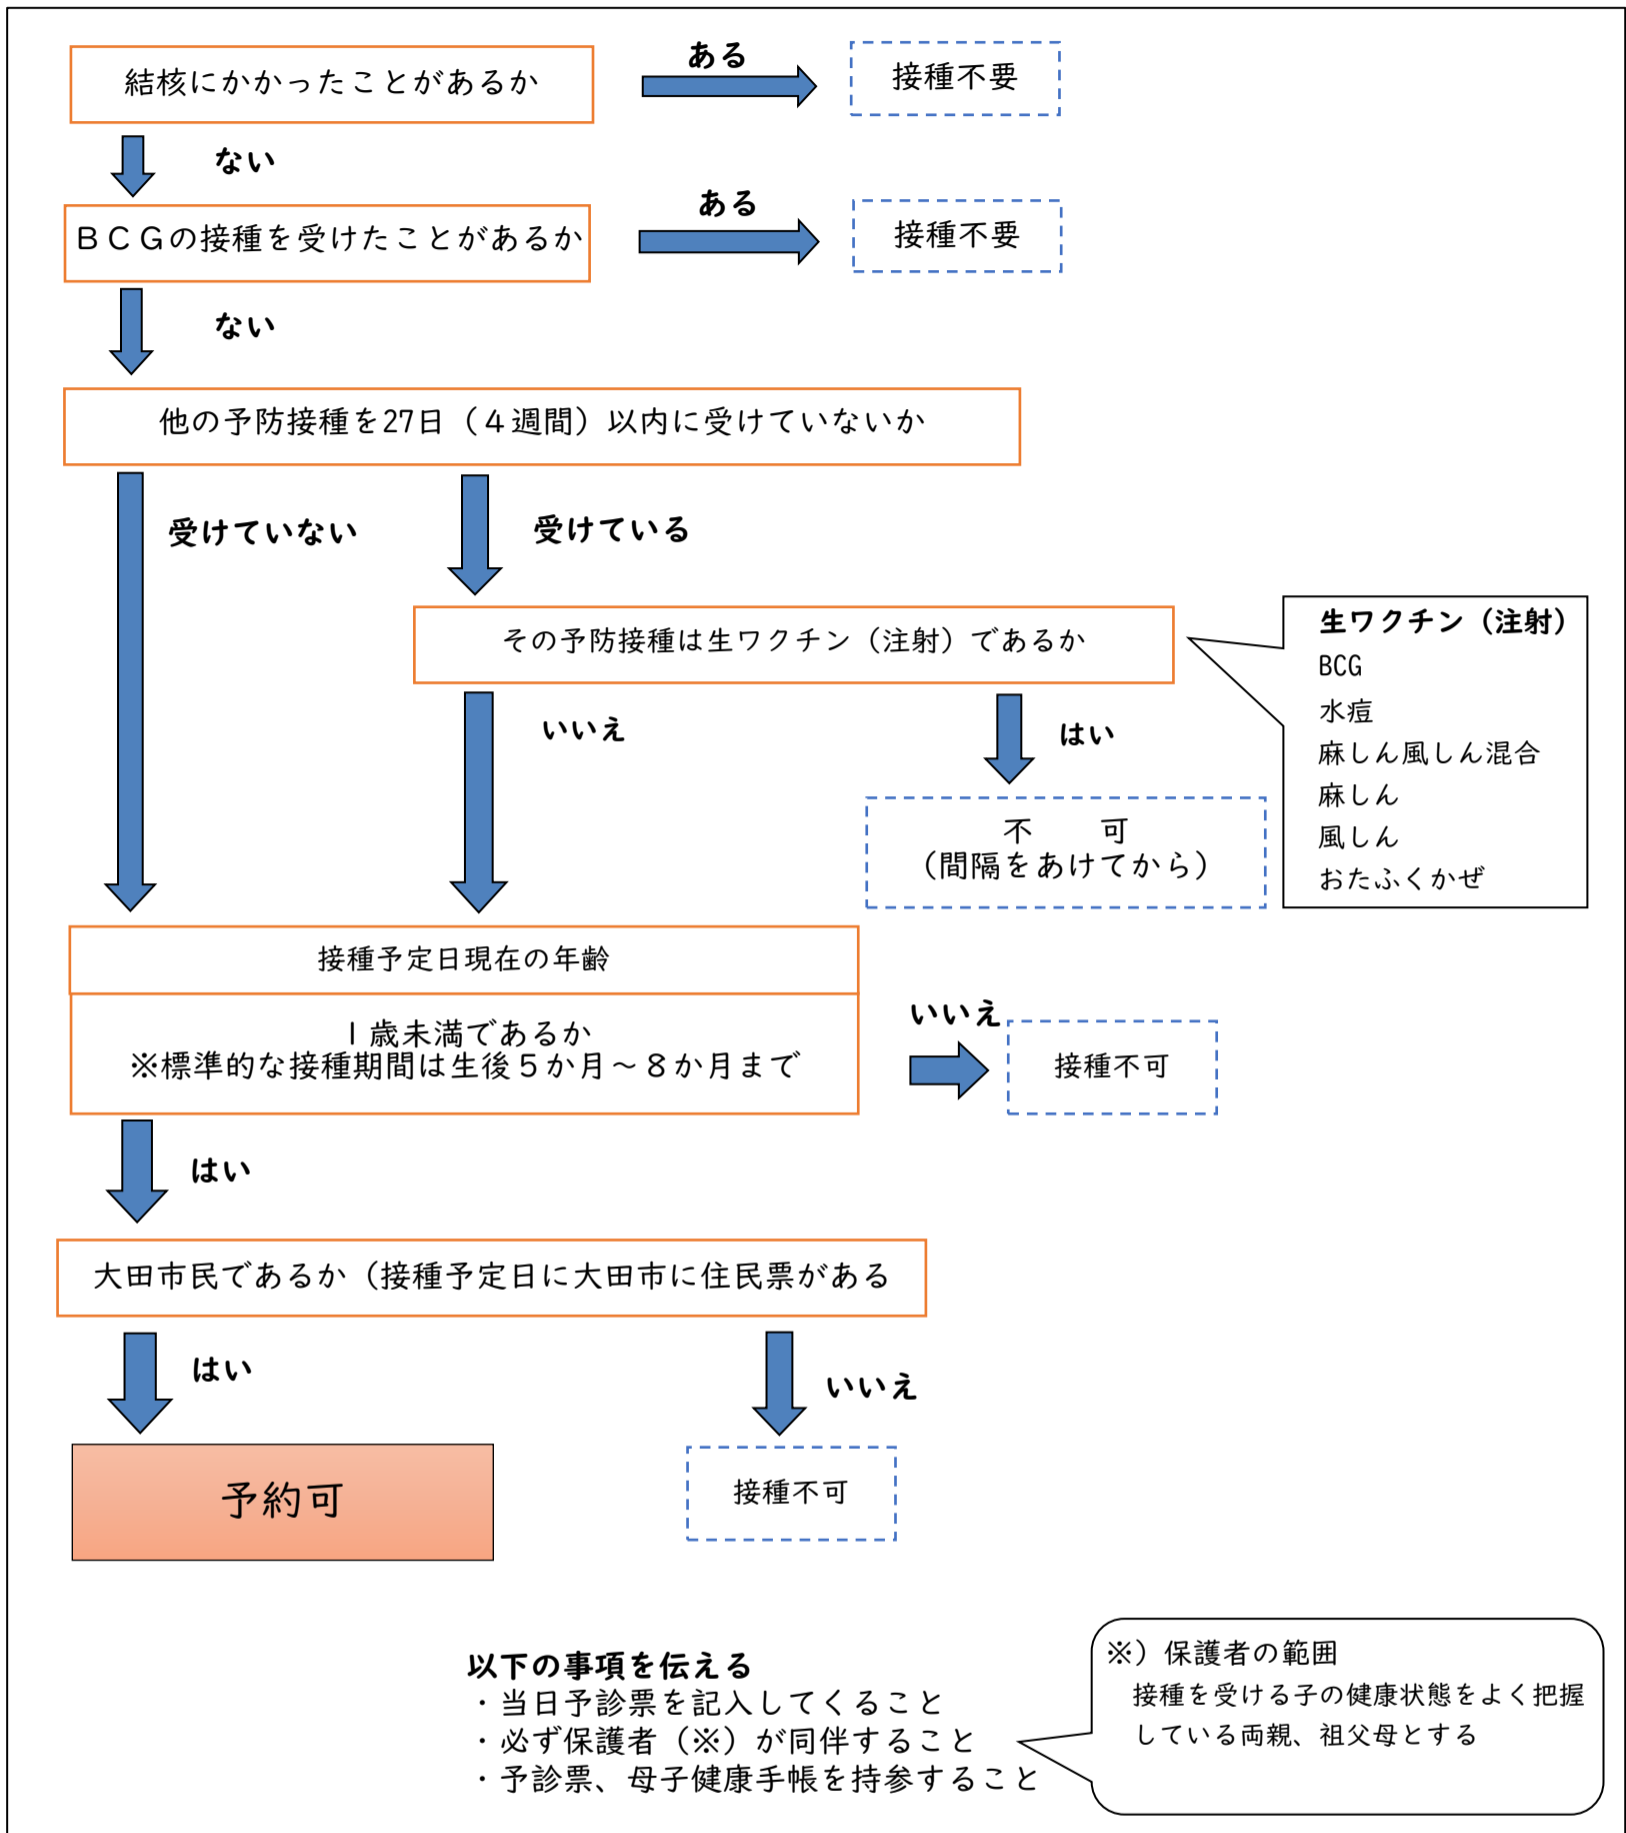 結核にかかったことがあるか
ある
接種不要
ない
ＢＣＧの接種を受けたことがあるか
ある
接種不要
ない
他の予防接種を27日（４週間）以内に受けていないか
受けていない
受けている
その予防接種は生ワクチン（注射）であるか
生ワクチン（注射）
BCG
水痘
麻しん風しん混合
麻しん
風しん
おたふくかぜ
いいえ
はい
不　　可
（間隔をあけてから）
接種予定日現在の年齢
１歳未満であるか
※標準的な接種期間は生後５か月～８か月まで
いいえ
接種不可
はい
大田市民であるか（接種予定日に大田市に住民票がある
はい
いいえ
予約可
接種不可
以下の事項を伝える
・当日予診票を記入してくること
・必ず保護者（※）が同伴すること
・予診票、母子健康手帳を持参すること
※）保護者の範囲
接種を受ける子の健康状態をよく把握
している両親、祖父母とする